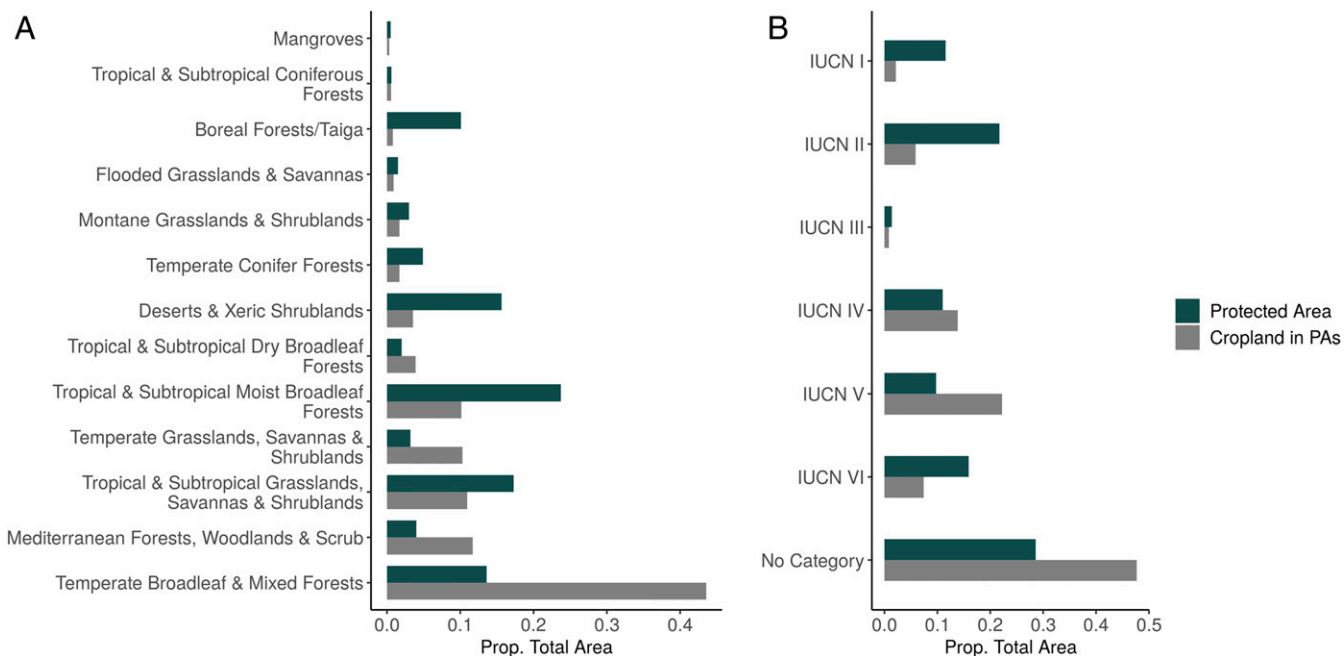 A
Mangroves
Tropical & Subtropical Coniferous
Forests
Boreal Forests/Taiga
Flooded Grasslands & Savannas
Montane Grasslands & Shrublands
Temperate Conifer Forests
Deserts & Xeric Shrublands
Tropical & Subtropical Dry Broadleaf
Forests
Tropical & Subtropical Moist Broadleaf
Forests
Temperate Grasslands, Savannas &
Shrublands
Tropical & Subtropical Grasslands,
Savannas & Shrublands
Mediterranean Forests, Woodlands & Scrub
Temperate Broadleaf & Mixed Forests
0.0 0.1 0.2 0.3 0.4
Prop. Total Area
B
IUCN I
IUCN II
IUCN III
IUCN IV
IUCN V
IUCN VI
No Category
0.0 0.1 0.2 0.3 0.4 0.5
Prop. Total Area
Protected Area
Cropland in PAs